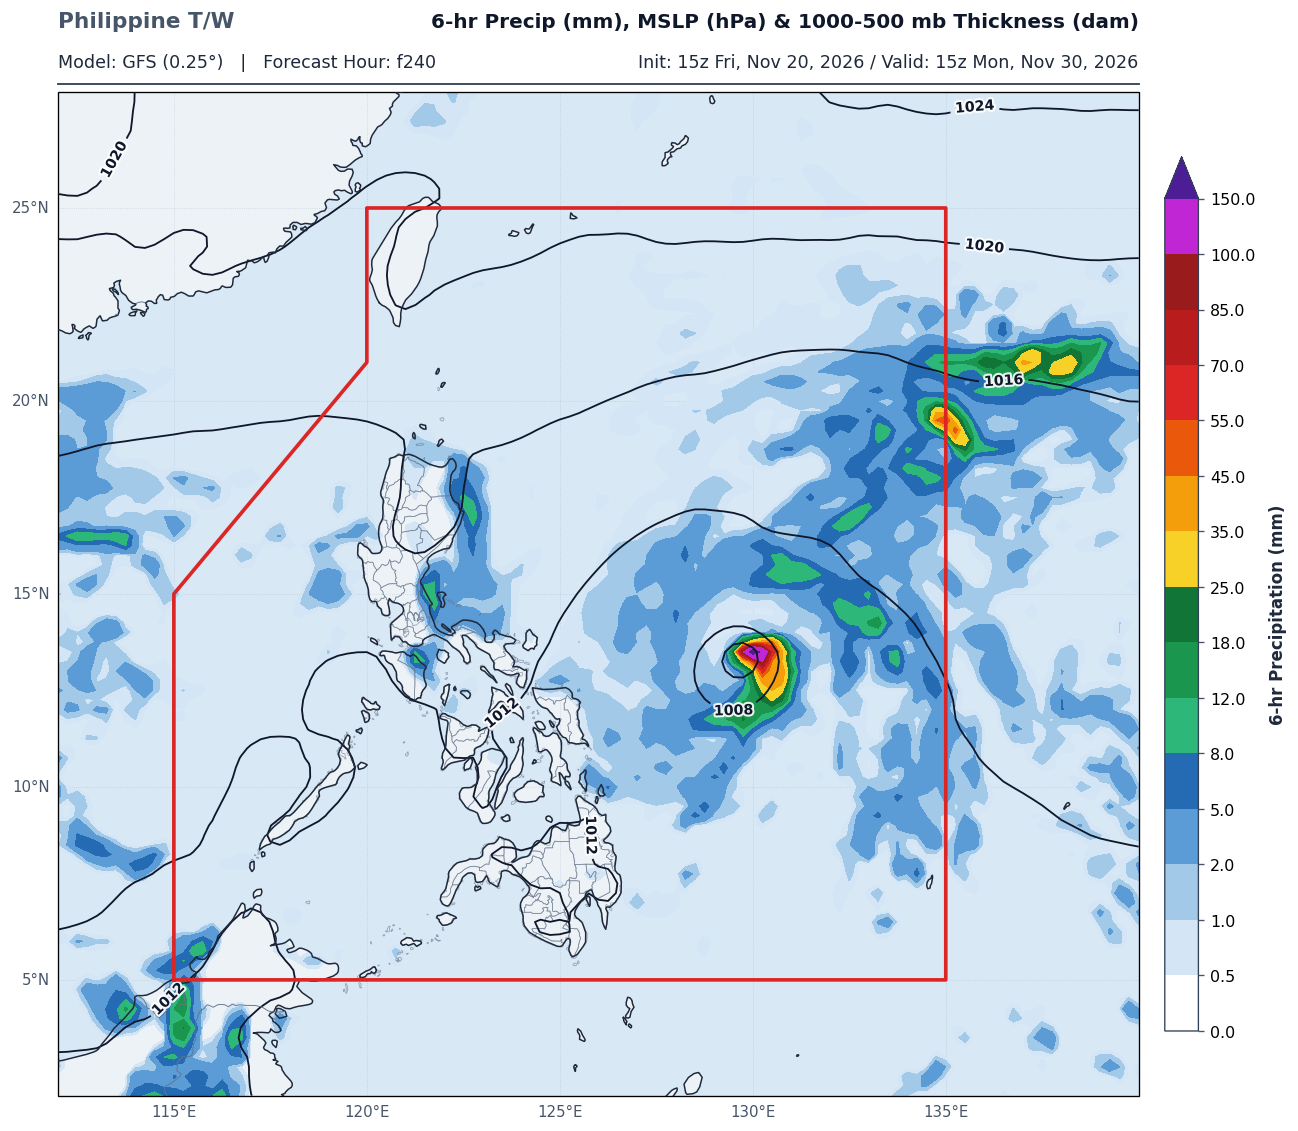 Philippine T/W
6-hr Precip (mm), MSLP (hPa) & 1000-500 mb Thickness (dam)
Model: GFS (0.25°) | Forecast Hour: f240
Init: 15z Fri, Nov 20, 2026 / Valid: 15z Mon, Nov 30, 2026
1024
1020
1020
1016
1008
1012
1012
1012
25°N
20°N
15°N
10°N
5°N
115°E
120°E
125°E
130°E
135°E
150.0
100.0
85.0
70.0
55.0
45.0
35.0
25.0
18.0
12.0
8.0
5.0
2.0
1.0
0.5
0.0
6-hr Precipitation (mm)